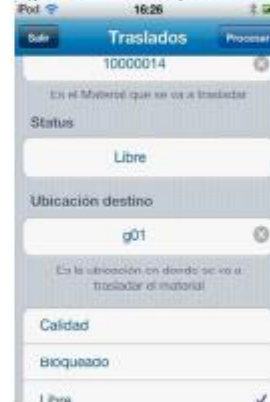 iPod 16:26
Salir Traslados Procesar
10000014
Es el Material que se va a trasladar
Status
Libre
Ubicación destino
g01
Es la ubicación en donde se va a
trasladar el material
Calidad
Bloqueado
Libre